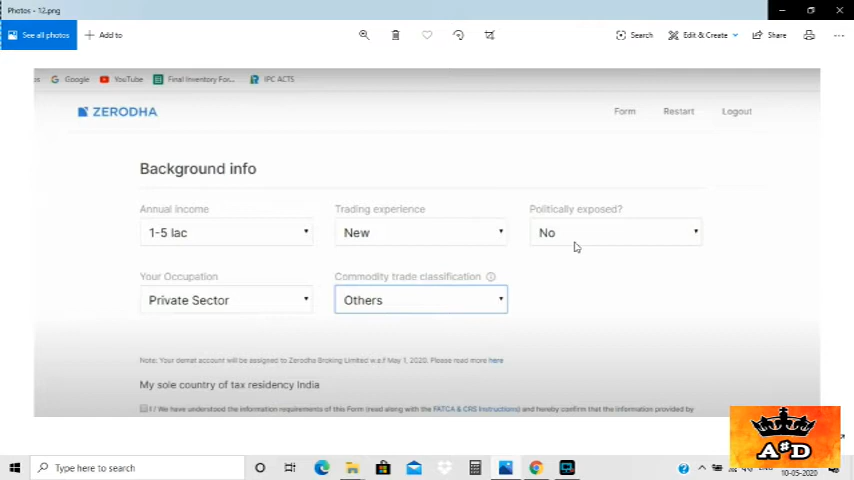 Photos - 12.png
See all photos
Add to
Search
Edit & Create
Share
Google
YouTube
Final Inventory For...
IPC ACTS
ZERODHA
Form
Restart
Logout
Background info
Annual income
Trading experience
Politically exposed?
1-5 lac
New
No
Your Occupation
Commodity trade classification
Private Sector
Others
Note: Your demat account will be assigned to Zerodha Broking Limited w.e.f May 1, 2020. Please read more here
My sole country of tax residency India
I / We have understood the information requirements of this Form (read along with the FATCA & CRS Instructions) and hereby confirm that the information provided by
A#D
Type here to search
10-05-2020